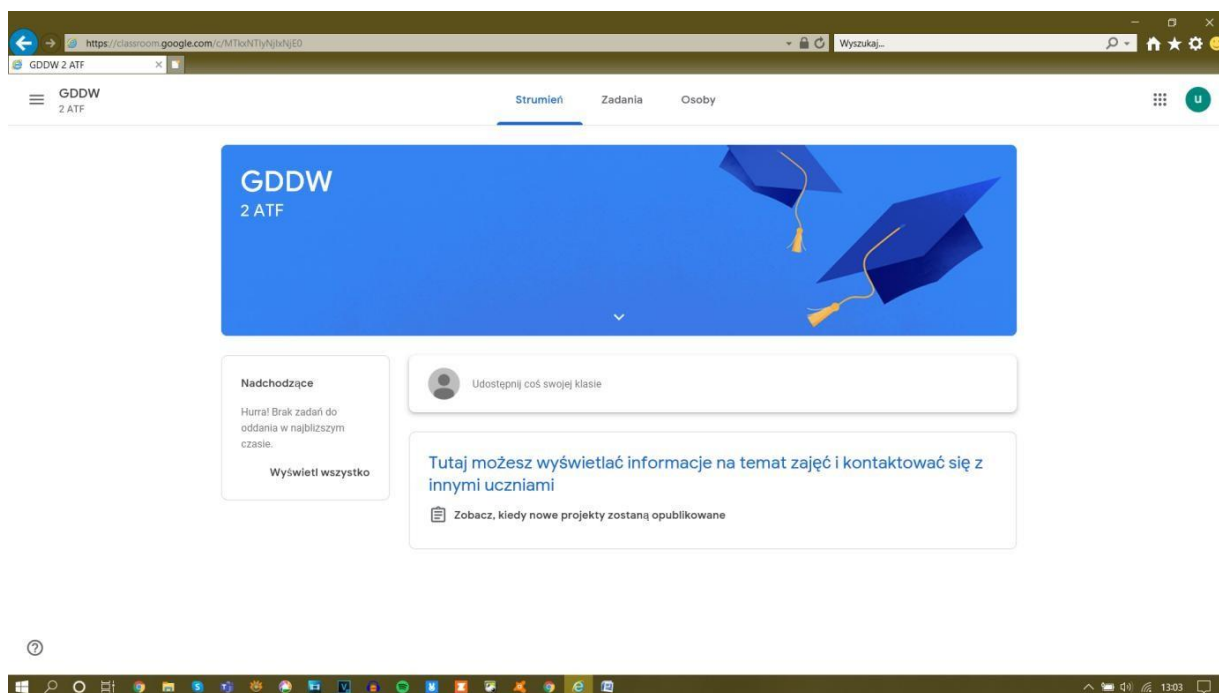 https://classroom.google.com/c/MTkxNTIyNjIxNjE0
Wyszukaj...
GDDW 2 ATF
GDDW
2 ATF
Strumień
Zadania
Osoby
u
GDDW
2 ATF
Nadchodzące
Hurra! Brak zadań do
oddania w najbliższym
czasie.
Wyświetl wszystko
Udostępnij coś swojej klasie
Tutaj możesz wyświetlać informacje na temat zajęć i kontaktować się z
innymi uczniami
Zobacz, kiedy nowe projekty zostaną opublikowane
13:03